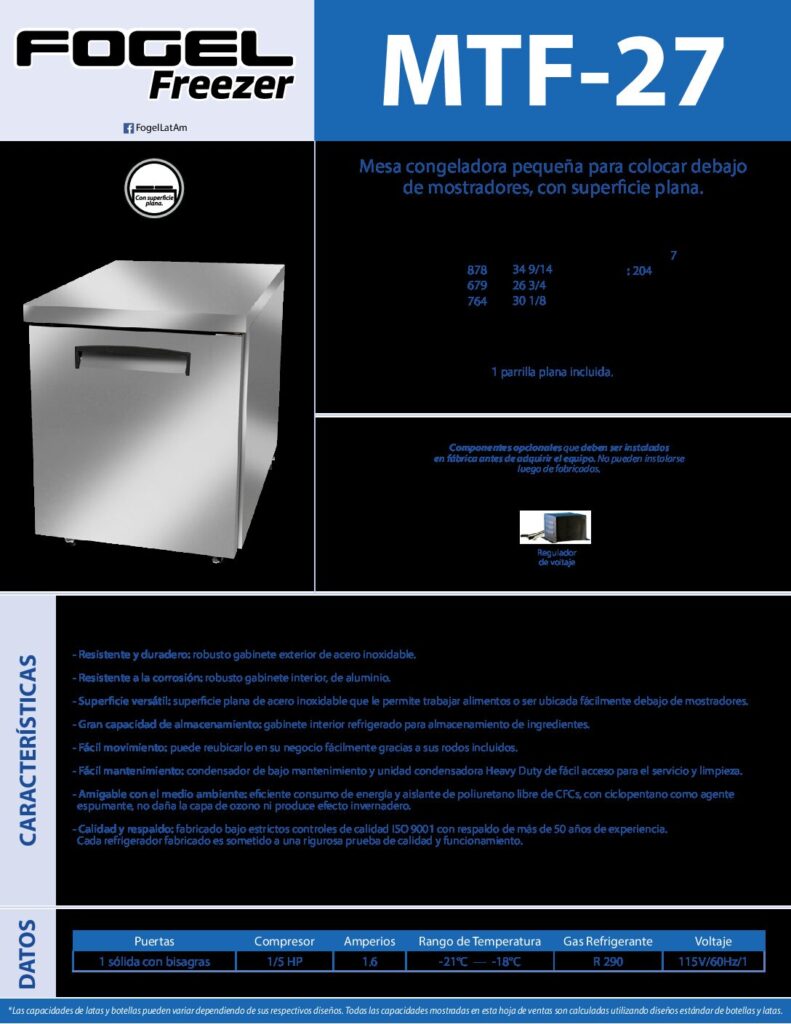 FOGEL
Freezer
FogelLatAm
MTF-27
Con superficie
plana.
Mesa congeladora pequeña para colocar debajo
de mostradores, con superficie plana.
7
878 34 9/14 : 204
679 26 3/4
764 30 1/8
1 parrilla plana incluida.
Componentes opcionales que deben ser instalados
en fábrica antes de adquirir el equipo. No pueden instalarse
luego de fabricados.
Regulador
de voltaje
CARACTERÍSTICAS
- Resistente y duradero: robusto gabinete exterior de acero inoxidable.
- Resistente a la corrosión: robusto gabinete interior, de aluminio.
- Superficie versátil: superficie plana de acero inoxidable que le permite trabajar alimentos o ser ubicada fácilmente debajo de mostradores.
- Gran capacidad de almacenamiento: gabinete interior refrigerado para almacenamiento de ingredientes.
- Fácil movimiento: puede reubicarlo en su negocio fácilmente gracias a sus rodos incluidos.
- Fácil mantenimiento: condensador de bajo mantenimiento y unidad condensadora Heavy Duty de fácil acceso para el servicio y limpieza.
- Amigable con el medio ambiente: eficiente consumo de energía y aislante de poliuretano libre de CFCs, con ciclopentano como agente
espumante, no daña la capa de ozono ni produce efecto invernadero.
- Calidad y respaldo: fabricado bajo estrictos controles de calidad ISO 9001 con respaldo de más de 50 años de experiencia.
Cada refrigerador fabricado es sometido a una rigurosa prueba de calidad y funcionamiento.
DATOS
Puertas Compresor Amperios Rango de Temperatura Gas Refrigerante Voltaje
1 sólida con bisagras 1/5 HP 1.6 -21°C — -18°C R 290 115V/60Hz/1
*Las capacidades de latas y botellas pueden variar dependiendo de sus respectivos diseños. Todas las capacidades mostradas en esta hoja de ventas son calculadas utilizando diseños estándar de botellas y latas.